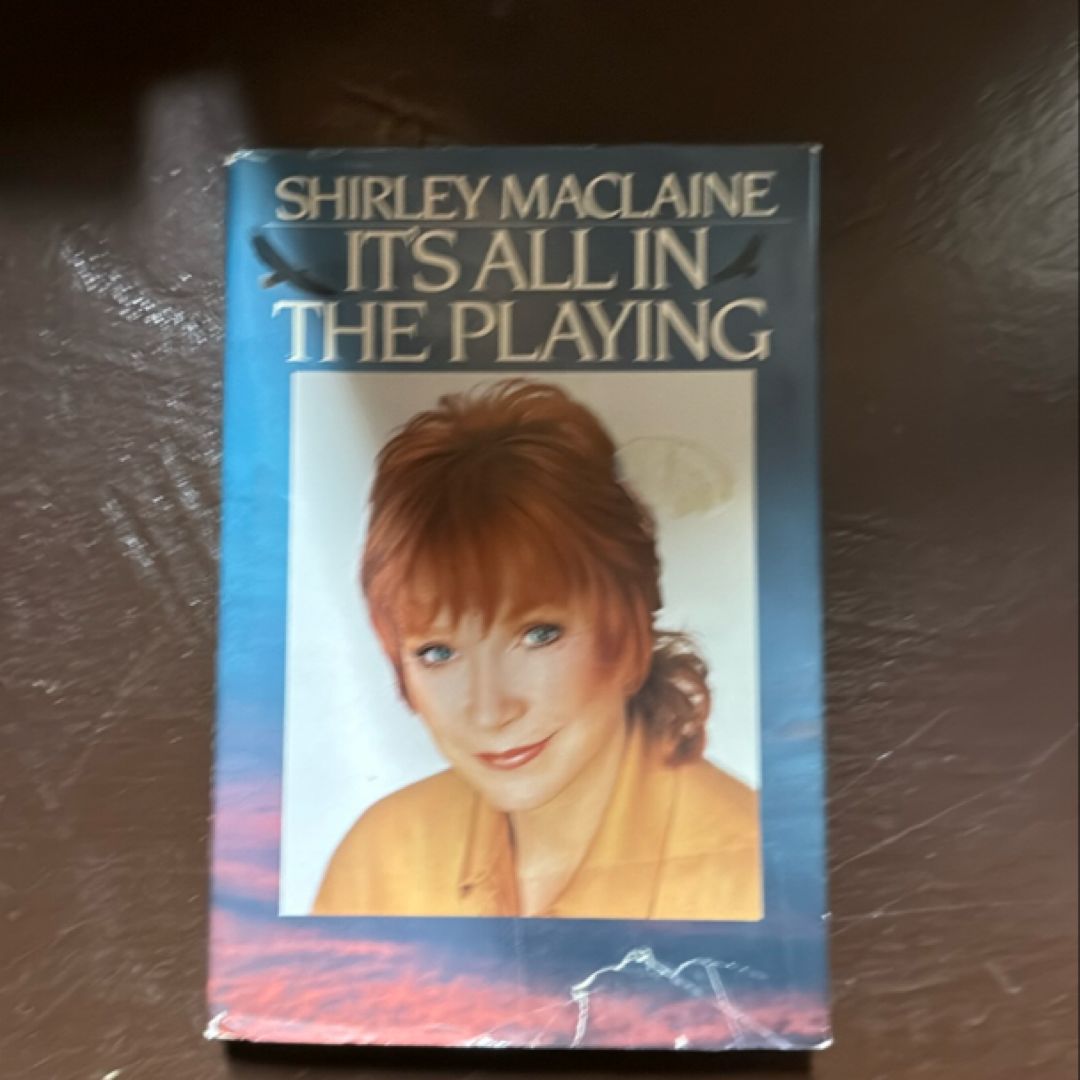 SHIRLEY MACLAINE
IT'S ALL IN
THE PLAYING